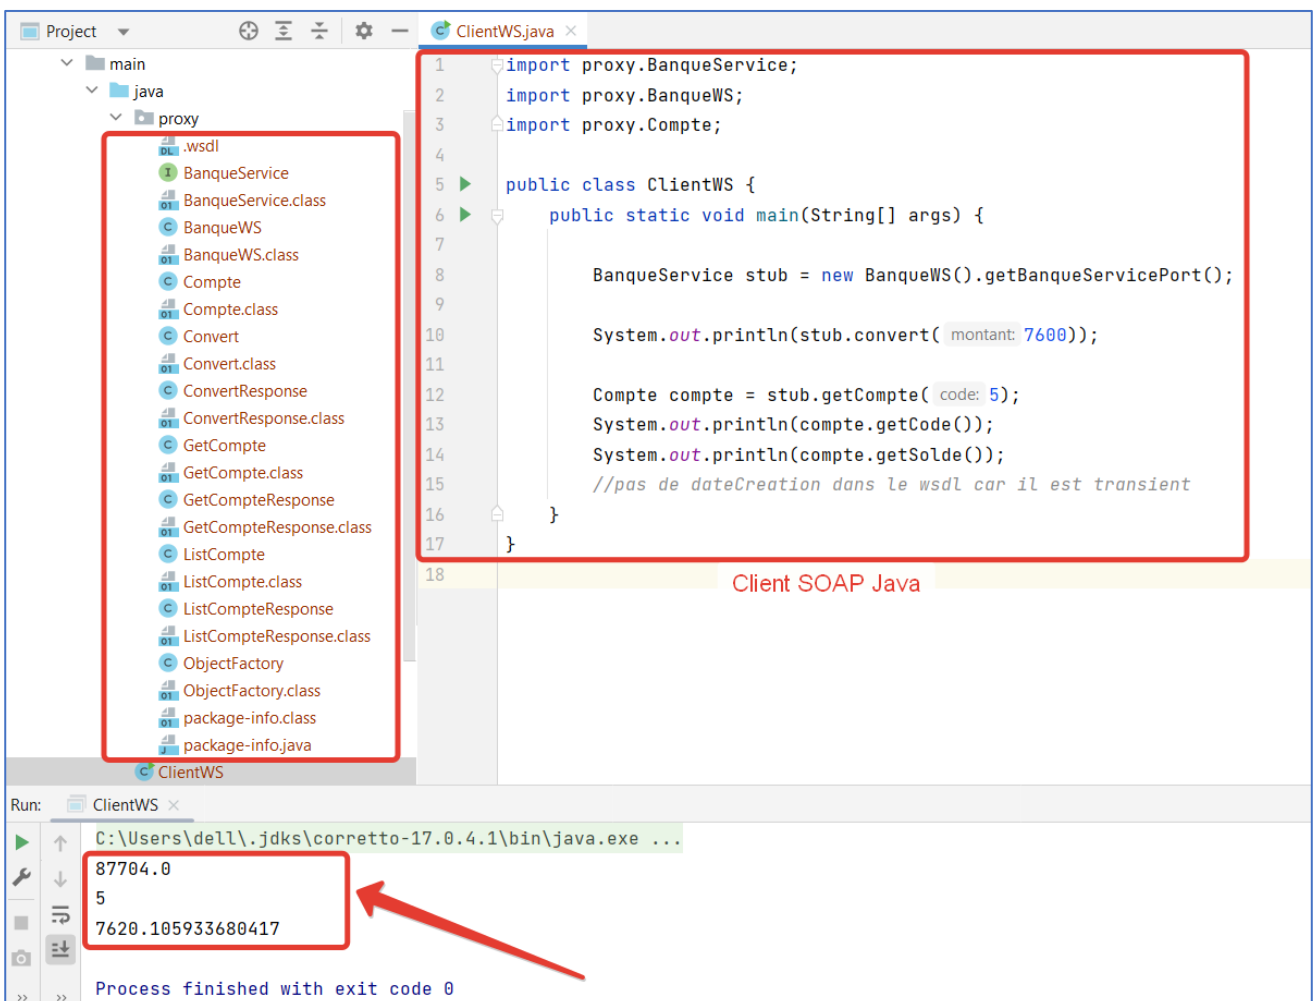 Project
ClientWS.java
main
java
proxy
.wsdl
BanqueService
BanqueService.class
BanqueWS
BanqueWS.class
Compte
Compte.class
Convert
Convert.class
ConvertResponse
ConvertResponse.class
GetCompte
GetCompte.class
GetCompteResponse
GetCompteResponse.class
ListCompte
ListCompte.class
ListCompteResponse
ListCompteResponse.class
ObjectFactory
ObjectFactory.class
package-info.class
package-info.java
ClientWS
1 import proxy.BanqueService;
2 import proxy.BanqueWS;
3 import proxy.Compte;
4
5 public class ClientWS {
6 public static void main(String[] args) {
7
8 BanqueService stub = new BanqueWS().getBanqueServicePort();
9
10 System.out.println(stub.convert( montant: 7600));
11
12 Compte compte = stub.getCompte( code: 5);
13 System.out.println(compte.getCode());
14 System.out.println(compte.getSolde());
15 //pas de dateCreation dans le wsdl car il est transient
16 }
17 }
18
Client SOAP Java
Run: ClientWS
C:\Users\dell\.jdks\corretto-17.0.4.1\bin\java.exe ...
87704.0
5
7620.105933680417
Process finished with exit code 0